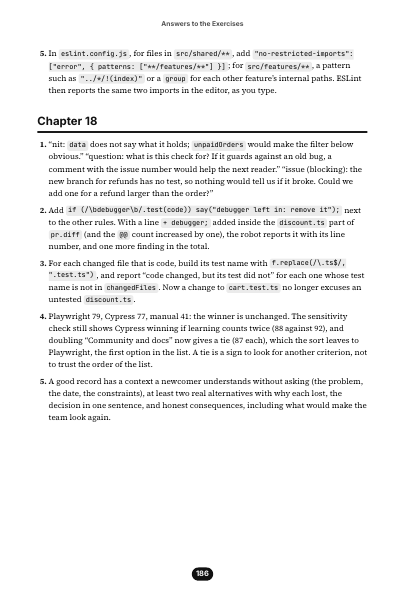 Answers to the Exercises
5. In eslint.config.js, for files in src/shared/**, add "no-restricted-imports":
["error", { patterns: ["**/features/**"] }]; for src/features/**, a pattern
such as "../*/!(index)" or a group for each other feature's internal paths. ESLint
then reports the same two imports in the editor, as you type.
Chapter 18
1. “nit: data does not say what it holds; unpaidOrders would make the filter below
obvious.” “question: what is this check for? If it guards against an old bug, a
comment with the issue number would help the next reader.” “issue (blocking): the
new branch for refunds has no test, so nothing would tell us if it broke. Could we
add one for a refund larger than the order?”
2. Add if (/\bdebugger\b/.test(code)) say("debugger left in: remove it"); next
to the other rules. With a line + debugger; added inside the discount.ts part of
pr.diff (and the @@ count increased by one), the robot reports it with its line
number, and one more finding in the total.
3. For each changed file that is code, build its test name with f.replace(/\.ts$/,
".test.ts"), and report “code changed, but its test did not” for each one whose test
name is not in changedFiles. Now a change to cart.test.ts no longer excuses an
untested discount.ts.
4. Playwright 79, Cypress 77, manual 41: the winner is unchanged. The sensitivity
check still shows Cypress winning if learning counts twice (88 against 92), and
doubling “Community and docs” now gives a tie (87 each), which the sort leaves to
Playwright, the first option in the list. A tie is a sign to look for another criterion, not
to trust the order of the list.
5. A good record has a context a newcomer understands without asking (the problem,
the date, the constraints), at least two real alternatives with why each lost, the
decision in one sentence, and honest consequences, including what would make the
team look again.
186